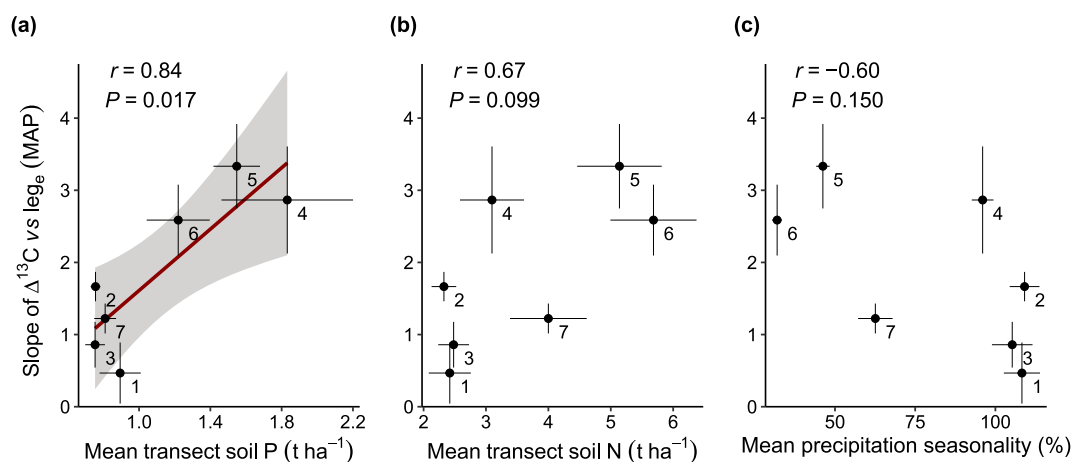 (a)
r = 0.84
P = 0.017
Slope of Δ¹³C vs legₑ (MAP)
4
3
2
1
0
5
4
6
2
7
3
1
1.0 1.4 1.8 2.2
Mean transect soil P (t ha⁻¹)
(b)
r = 0.67
P = 0.099
4
3
2
1
0
5
4
6
2
7
3
1
2 3 4 5 6
Mean transect soil N (t ha⁻¹)
(c)
r = −0.60
P = 0.150
4
3
2
1
0
5
4
6
2
7
3
1
50 75 100
Mean precipitation seasonality (%)